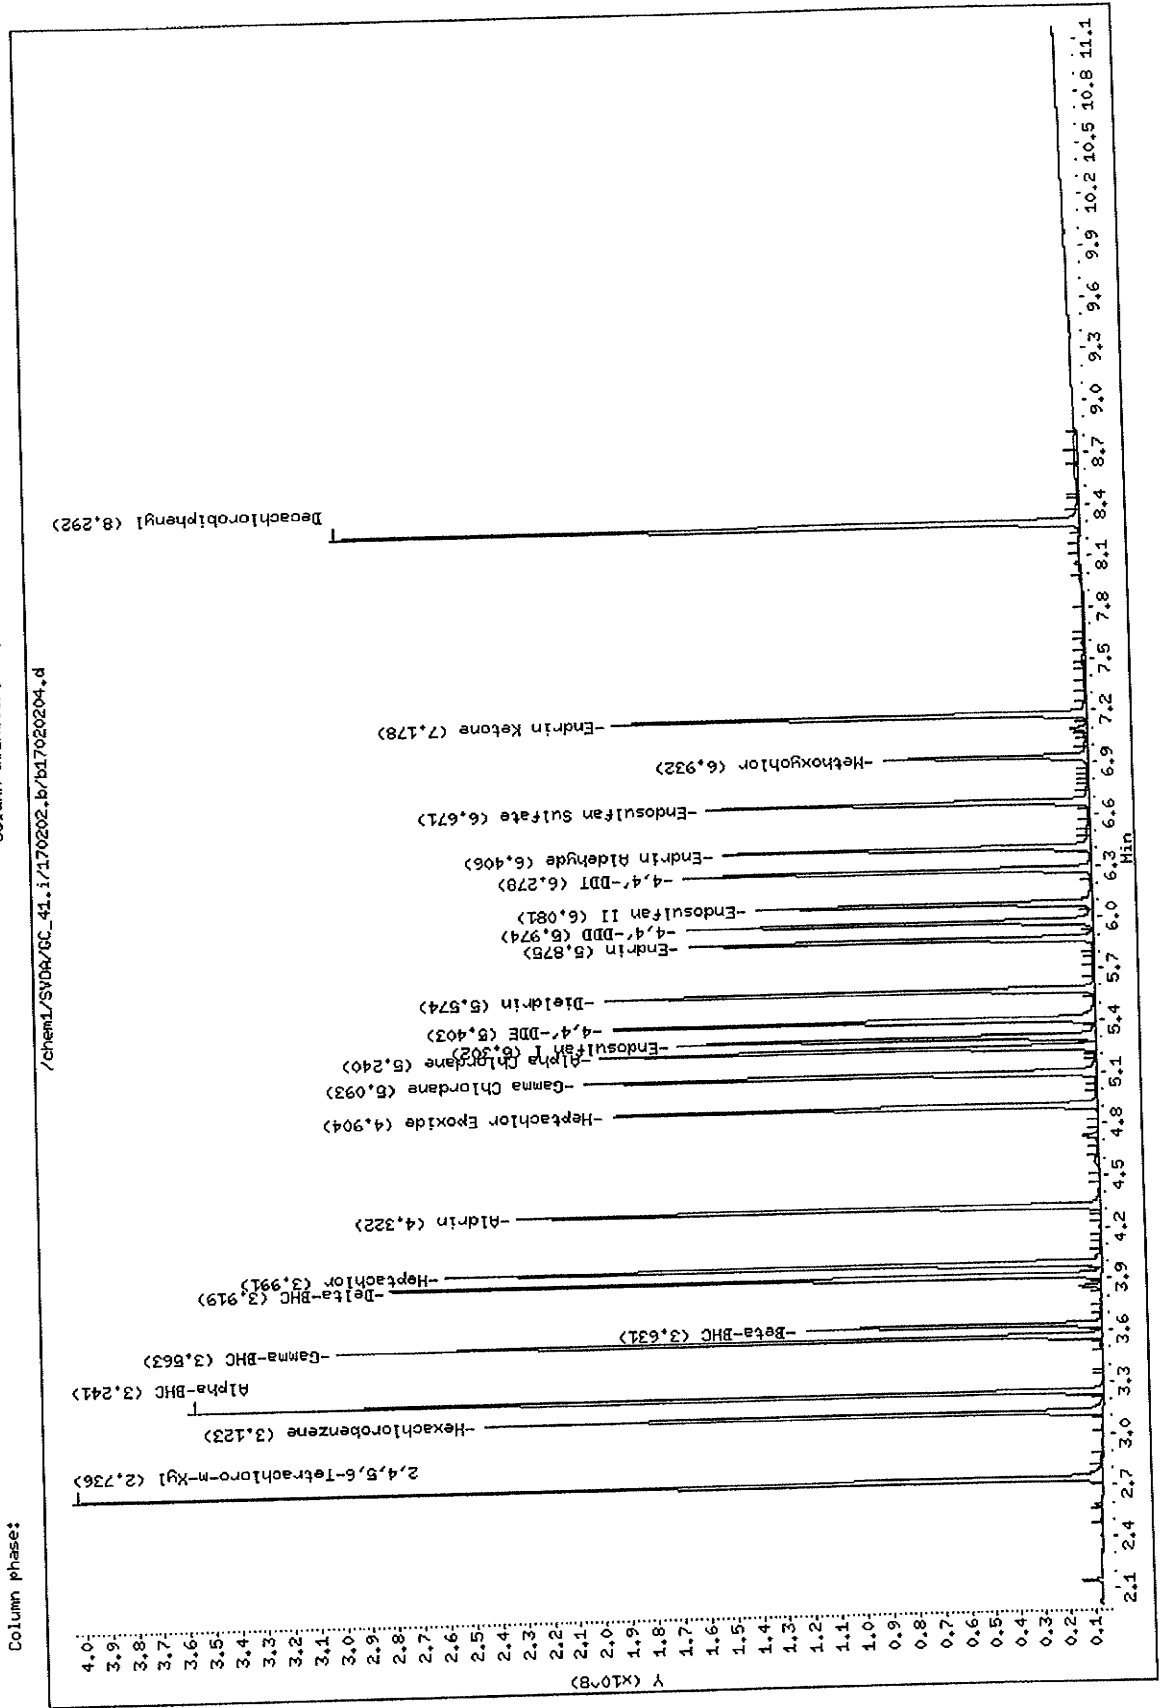 Column phase:
/chem1/SVOA/GC_41.i/170202.b/b17020204.d
Y (x10^8)
4.0
3.9
3.8
3.7
3.6
3.5
3.4
3.3
3.2
3.1
3.0
2.9
2.8
2.7
2.6
2.5
2.4
2.3
2.2
2.1
2.0
1.9
1.8
1.7
1.6
1.5
1.4
1.3
1.2
1.1
1.0
0.9
0.8
0.7
0.6
0.5
0.4
0.3
0.2
0.1
2,4,5,6-Tetrachloro-m-Xyl (2.736)
-Hexachlorobenzene (3.123)
Alpha-BHC (3.241)
-Gamma-BHC (3.563)
-Beta-BHC (3.631)
-Delta-BHC (3.919)
-Heptachlor (3.991)
-Aldrin (4.322)
-Heptachlor Epoxide (4.904)
-Gamma Chlordane (5.093)
-Alpha Chlordane (5.240)
-Endosulfan I (5.302)
-4,4'-DDE (5.403)
-Dieldrin (5.574)
-Endrin (5.875)
-4,4'-DDD (5.974)
-Endosulfan II (6.081)
-4,4'-DDT (6.278)
-Endrin Aldehyde (6.406)
-Endosulfan Sulfate (6.671)
-Methoxychlor (6.932)
-Endrin Ketone (7.178)
Decachlorobiphenyl (8.292)
2.1 2.4 2.7 3.0 3.3 3.6 3.9 4.2 4.5 4.8 5.1 5.4 5.7 6.0 6.3 6.6 6.9 7.2 7.5 7.8 8.1 8.4 8.7 9.0 9.3 9.6 9.9 10.2 10.5 10.8 11.1
Min